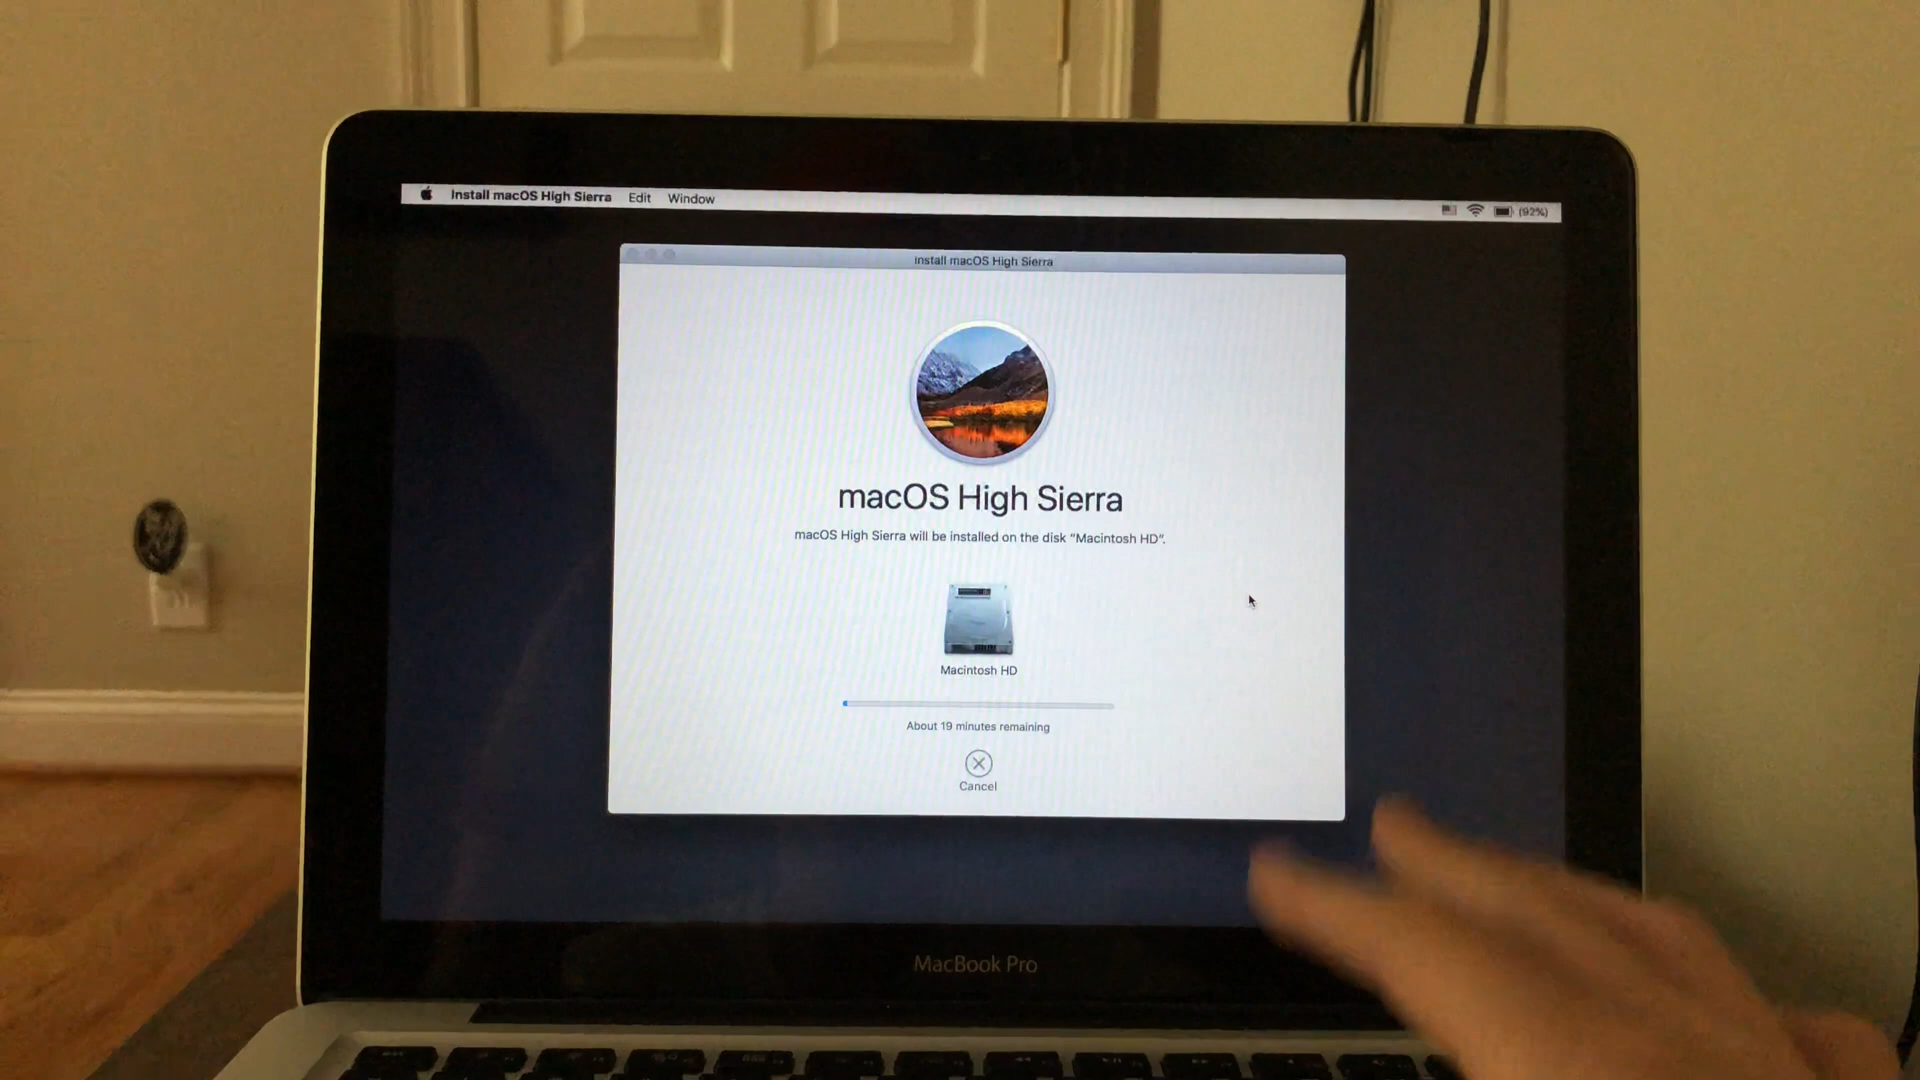 Install macOS High Sierra Edit Window (92%)
Install macOS High Sierra
macOS High Sierra
macOS High Sierra will be installed on the disk “Macintosh HD”.
Macintosh HD
About 19 minutes remaining
Cancel
MacBook Pro